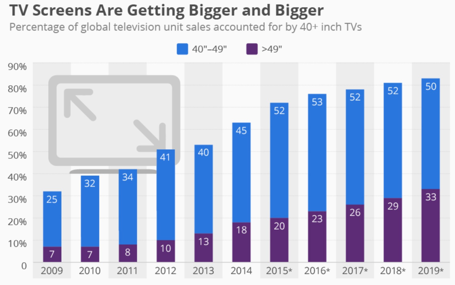 TV Screens Are Getting Bigger and Bigger
Percentage of global television unit sales accounted for by 40+ inch TVs
40"–49" >49"
90%
80%
70%
60%
50%
40%
30%
20%
10%
0
25 32 34 41 40 45 52 53 52 52 50
7 7 8 10 13 18 20 23 26 29 33
2009 2010 2011 2012 2013 2014 2015* 2016* 2017* 2018* 2019*